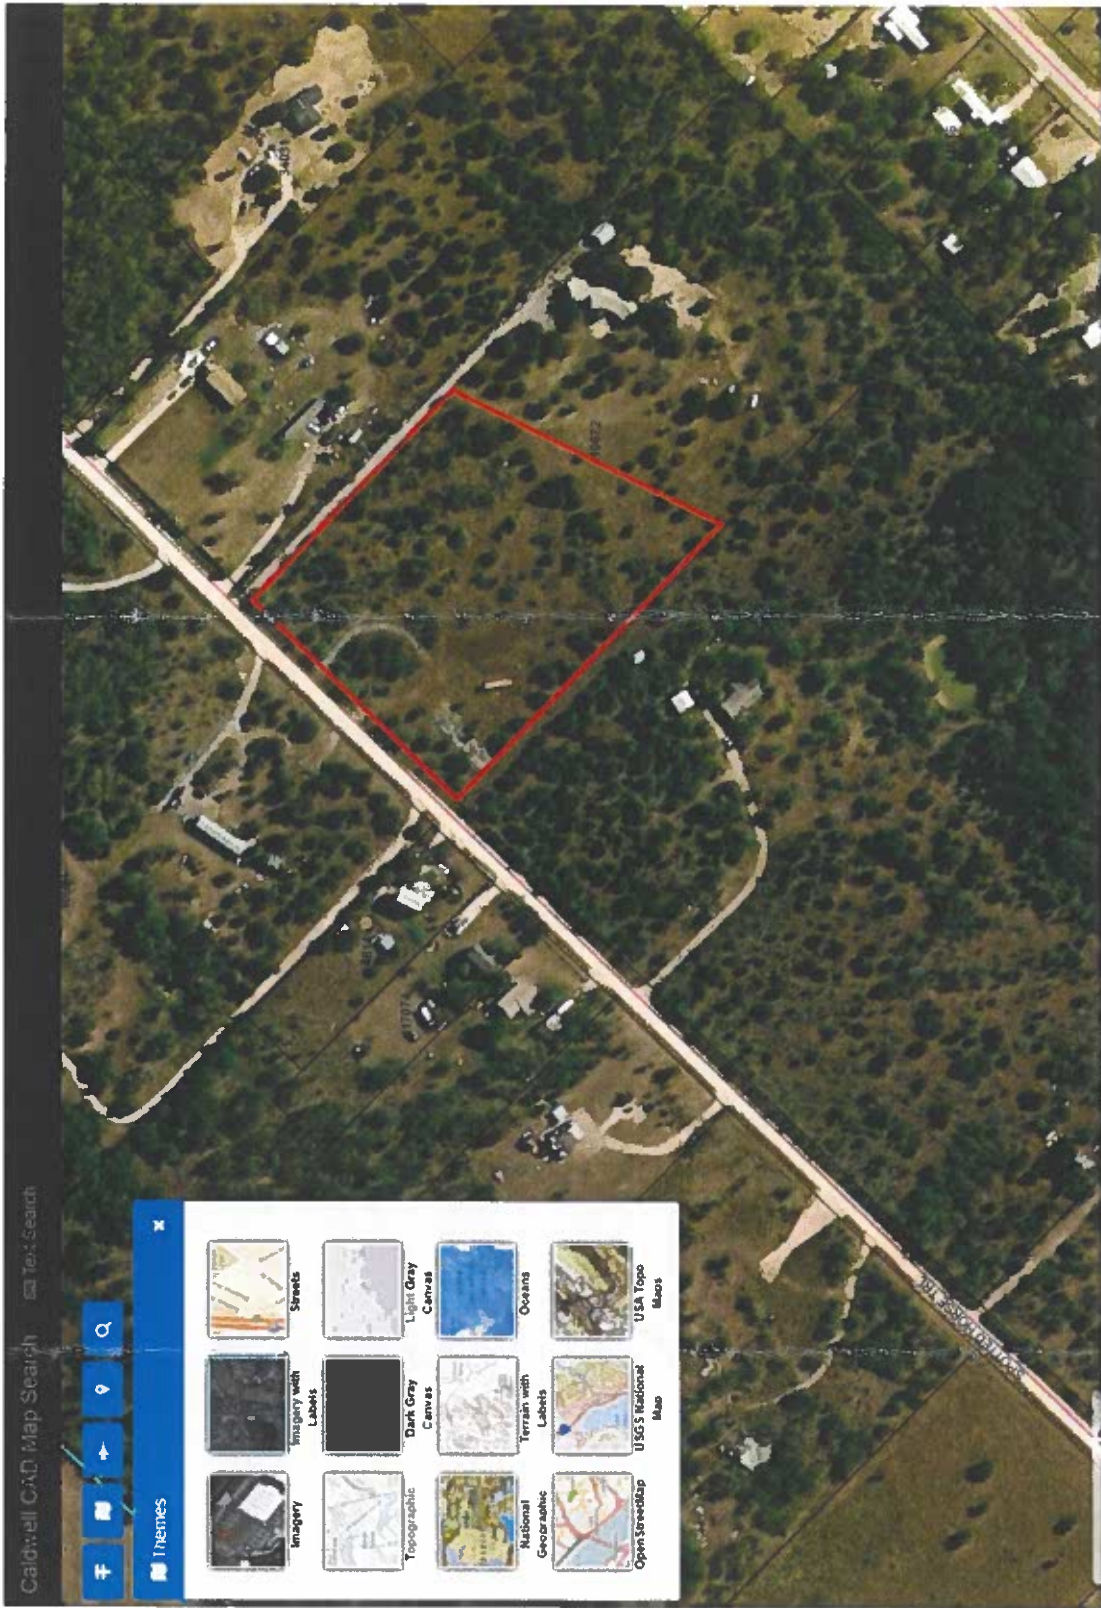 Caldwell CAD Map Search
Text Search
Themes
x
Imagery
Imagery with
Labels
Streets
Topographic
Dark Gray
Canvas
Light Gray
Canvas
National
Geographic
Terrain with
Labels
Oceans
OpenStreetMap
USGS National
Map
USA Topo
Maps